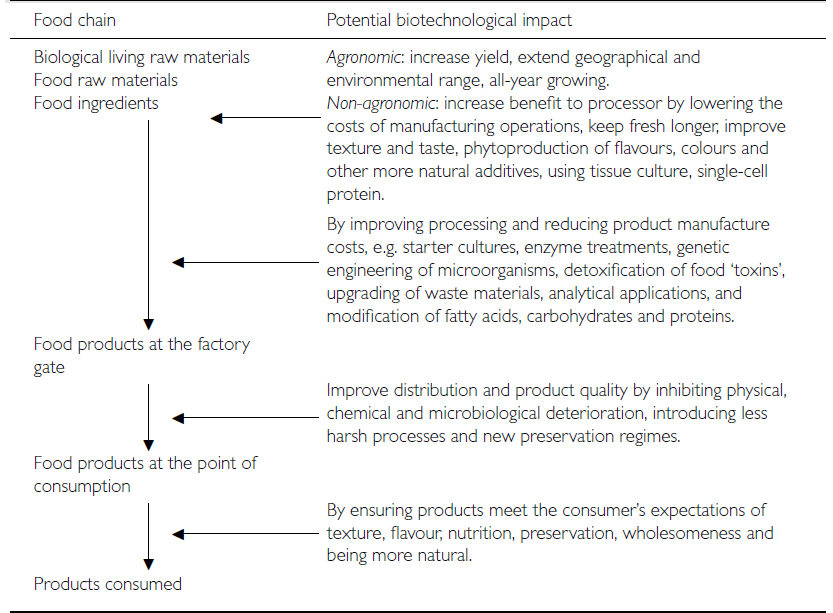 Food chain
Potential biotechnological impact
Biological living raw materials
Food raw materials
Food ingredients
Agronomic: increase yield, extend geographical and
environmental range, all-year growing.
Non-agronomic: increase benefit to processor by lowering the
costs of manufacturing operations, keep fresh longer, improve
texture and taste, phytoproduction of flavours, colours and
other more natural additives, using tissue culture, single-cell
protein.
By improving processing and reducing product manufacture
costs, e.g. starter cultures, enzyme treatments, genetic
engineering of microorganisms, detoxification of food ‘toxins’,
upgrading of waste materials, analytical applications, and
modification of fatty acids, carbohydrates and proteins.
Food products at the factory
gate
Improve distribution and product quality by inhibiting physical,
chemical and microbiological deterioration, introducing less
harsh processes and new preservation regimes.
Food products at the point of
consumption
By ensuring products meet the consumer’s expectations of
texture, flavour, nutrition, preservation, wholesomeness and
being more natural.
Products consumed